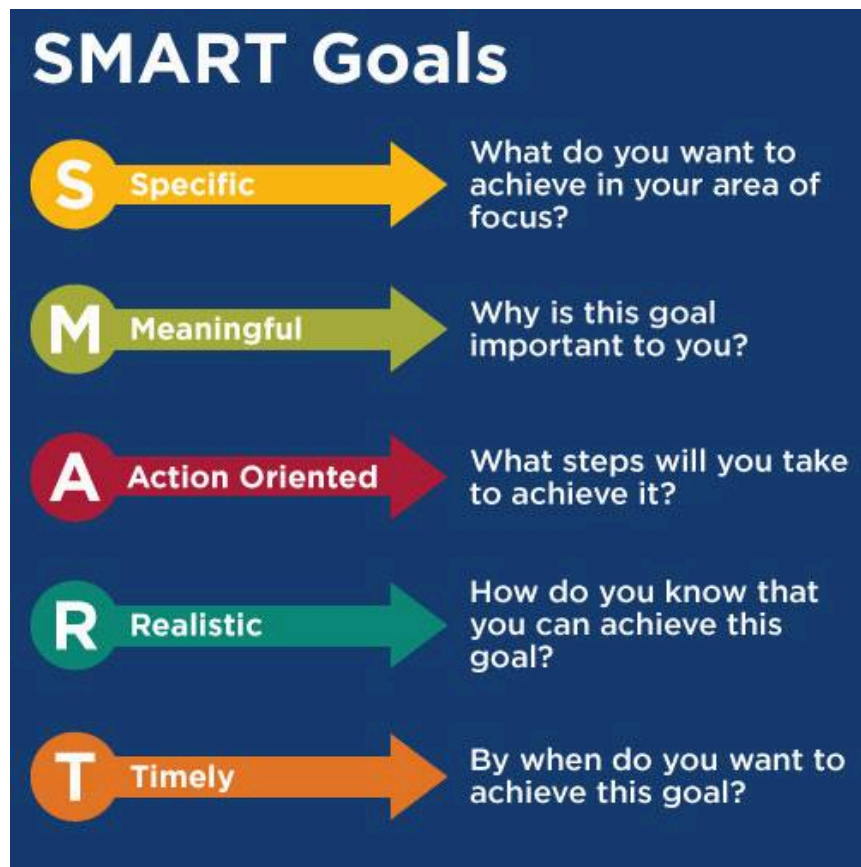 SMART Goals
S Specific
What do you want to
achieve in your area of
focus?
M Meaningful
Why is this goal
important to you?
A Action Oriented
What steps will you take
to achieve it?
R Realistic
How do you know that
you can achieve this
goal?
T Timely
By when do you want to
achieve this goal?